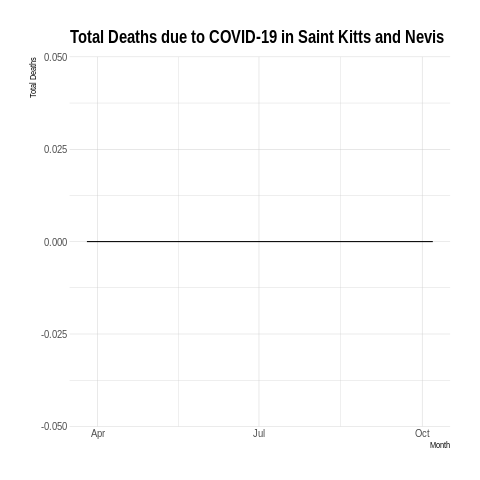 Total Deaths due to COVID-19 in Saint Kitts and Nevis
Total Deaths
0.050
0.025
0.000
-0.025
-0.050
Apr Jul Oct
Month